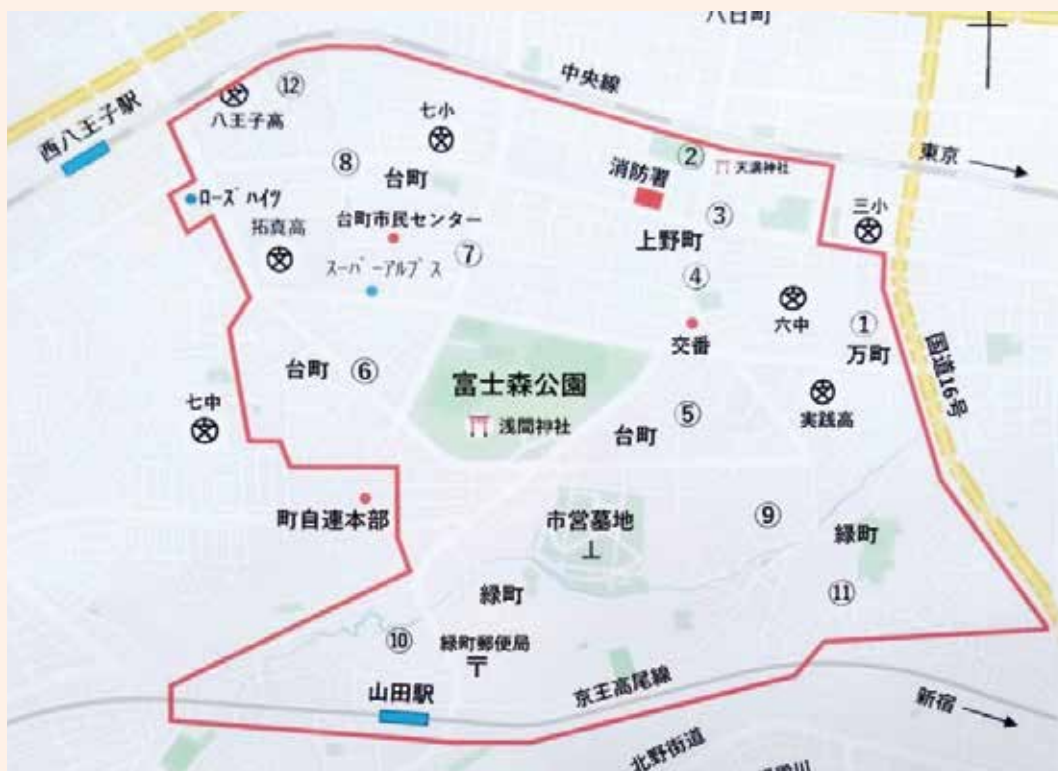 八日町
中央線
西八王子駅
⑫
八王子高
七小
東京
②
天満神社
消防署
⑧
台町
ローズハイツ
③
三小
拓真高
台町市民センター
⑦
上野町
スーパーアルプス
④
六中
①
交番
万町
国道16号
台町
⑥
富士森公園
七中
浅間神社
⑤
台町
実践高
町自連本部
市営墓地
⑨
緑町
緑町
⑪
⑩
緑町郵便局
山田駅
京王高尾線
新宿
北野街道